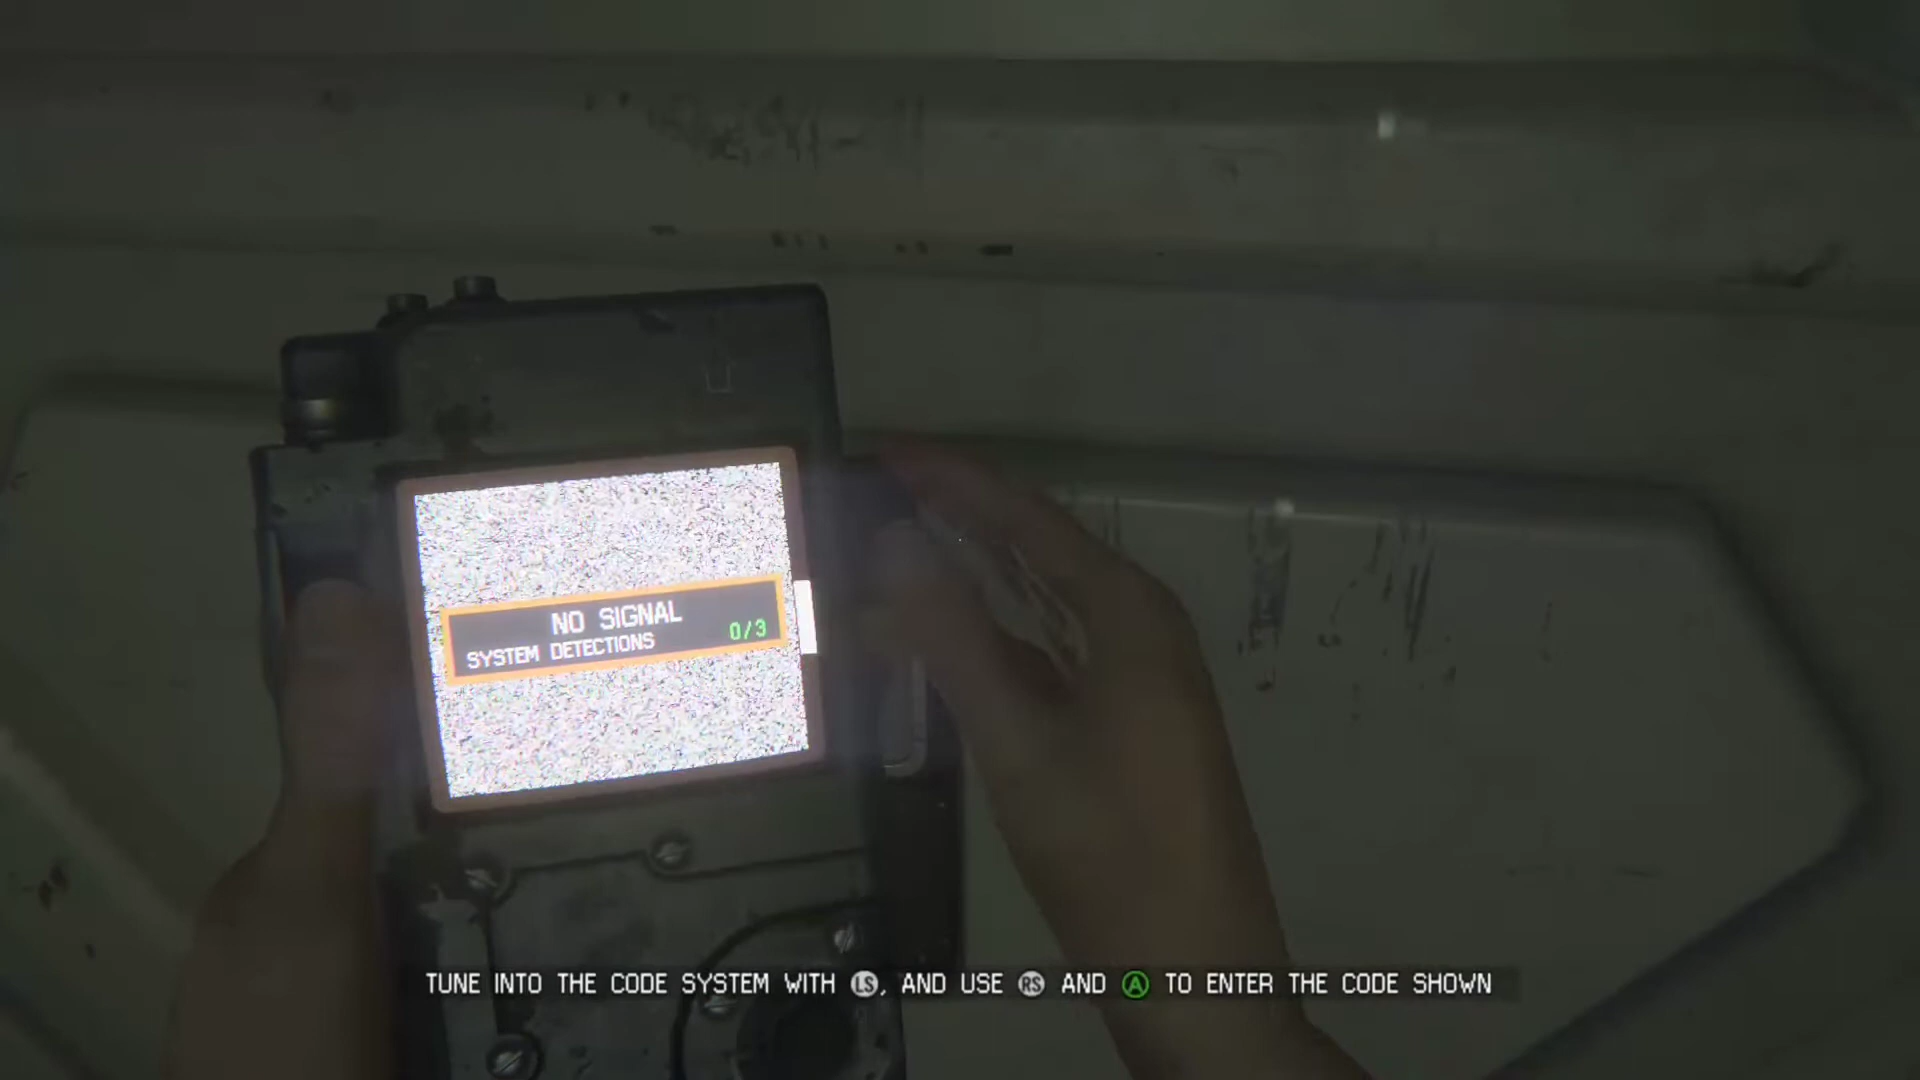 NO SIGNAL
SYSTEM DETECTIONS 0/3
TUNE INTO THE CODE SYSTEM WITH LS, AND USE RS AND A TO ENTER THE CODE SHOWN